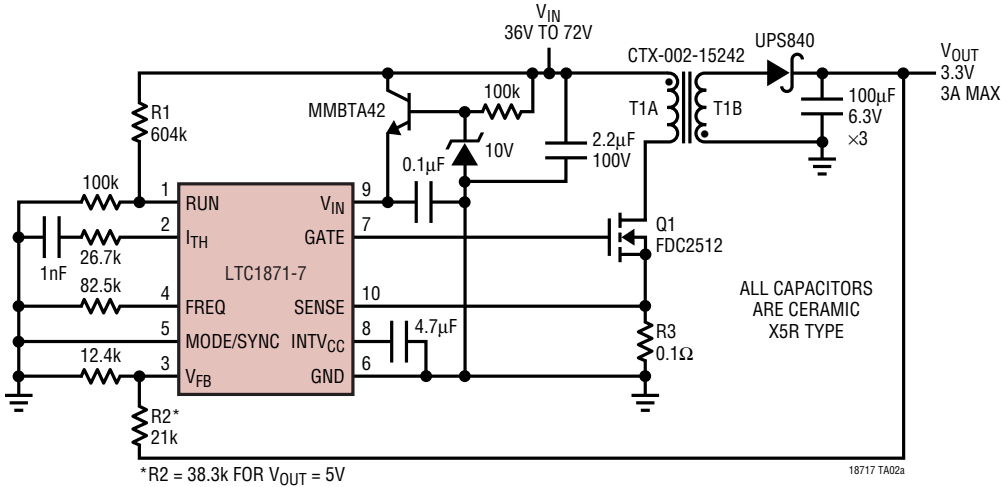 V_IN
36V TO 72V
CTX-002-15242
UPS840
V_OUT
3.3V
3A MAX
R1
604k
MMBTA42
100k
T1A
T1B
100µF
6.3V
×3
10V
2.2µF
100V
0.1µF
100k
1
RUN
V_IN
9
2
I_TH
GATE
7
1nF
26.7k
LTC1871-7
Q1
FDC2512
82.5k
4
FREQ
SENSE
10
ALL CAPACITORS
ARE CERAMIC
X5R TYPE
5
MODE/SYNC
INTV_CC
8
4.7µF
R3
0.1Ω
12.4k
3
V_FB
GND
6
R2*
21k
*R2 = 38.3k FOR V_OUT = 5V
18717 TA02a